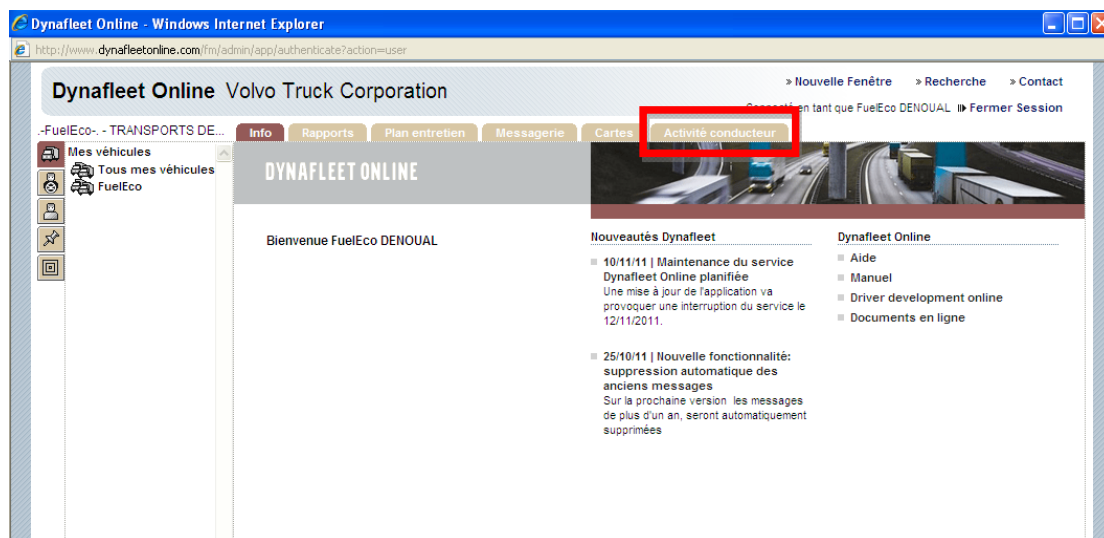 Dynafleet Online - Windows Internet Explorer
http://www.dynafleetonline.com/fm/admin/app/authenticate?action=user
Dynafleet Online Volvo Truck Corporation
» Nouvelle Fenêtre » Recherche » Contact
en tant que FuelEco DENOUAL Fermer Session
.-FuelEco-. - TRANSPORTS DE...
Info Rapports Plan entretien Messagerie Cartes Activité conducteur
Mes véhicules
Tous mes véhicules
FuelEco
DYNAFLEET ONLINE
Bienvenue FuelEco DENOUAL
Nouveautés Dynafleet
10/11/11 | Maintenance du service
Dynafleet Online planifiée
Une mise à jour de l'application va
provoquer une interruption du service le
12/11/2011.
25/10/11 | Nouvelle fonctionnalité:
suppression automatique des
anciens messages
Sur la prochaine version les messages
de plus d'un an, seront automatiquement
supprimées
Dynafleet Online
Aide
Manuel
Driver development online
Documents en ligne